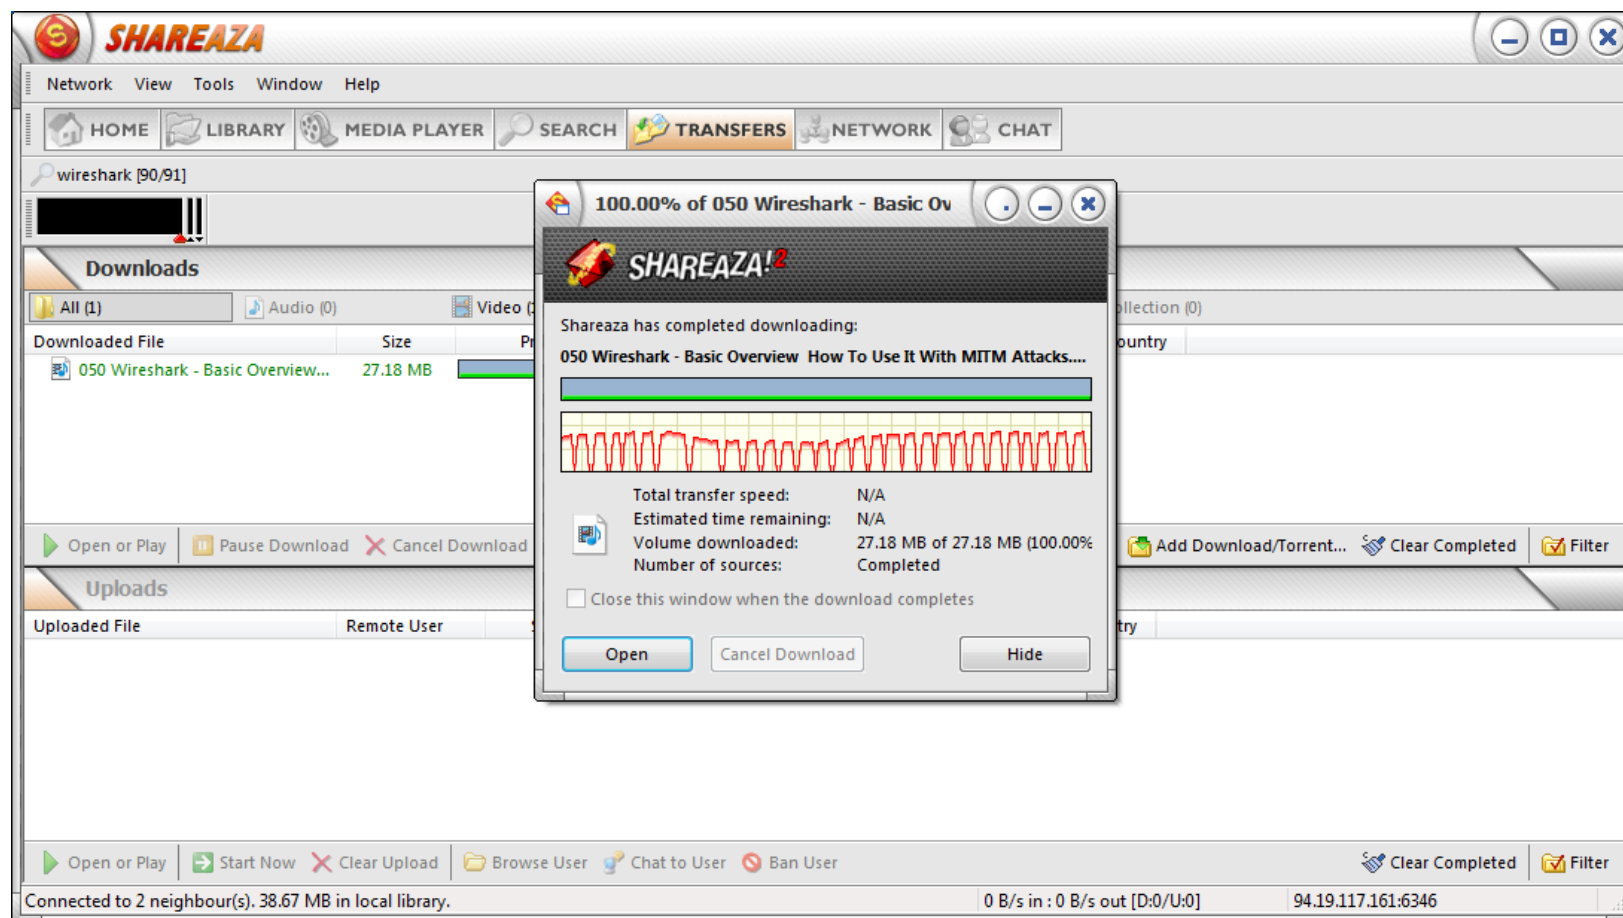 SHAREAZA
Network View Tools Window Help
HOME LIBRARY MEDIA PLAYER SEARCH TRANSFERS NETWORK CHAT
wireshark [90/91]
100.00% of 050 Wireshark - Basic Ov
SHAREAZA!2
Downloads
All (1) Audio (0) Video ollection (0)
Shareaza has completed downloading:
Downloaded File Size Pr ountry
050 Wireshark - Basic Overview How To Use It With MITM Attacks....
050 Wireshark - Basic Overview... 27.18 MB
Total transfer speed: N/A
Estimated time remaining: N/A
Volume downloaded: 27.18 MB of 27.18 MB (100.00%
Number of sources: Completed
Open or Play Pause Download Cancel Download Add Download/Torrent... Clear Completed Filter
Uploads
Close this window when the download completes
Uploaded File Remote User try
Open Cancel Download Hide
Open or Play Start Now Clear Upload Browse User Chat to User Ban User Clear Completed Filter
Connected to 2 neighbour(s). 38.67 MB in local library. 0 B/s in : 0 B/s out [D:0/U:0] 94.19.117.161:6346